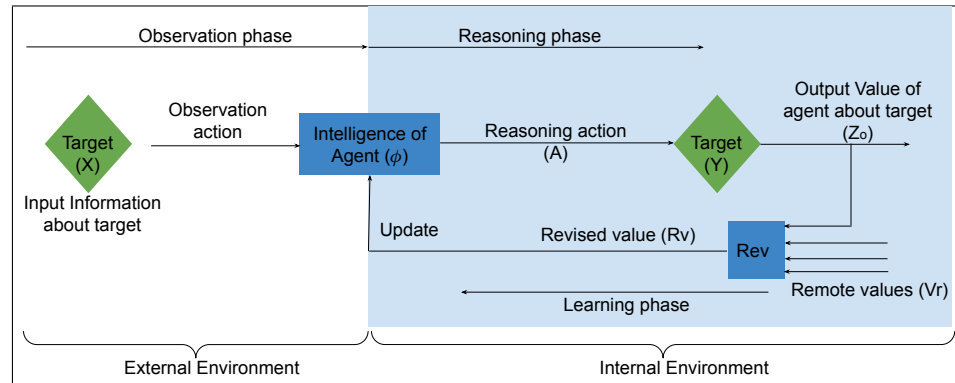 Observation phase
Reasoning phase
Target
(X)
Observation
action
Intelligence of
Agent (ϕ)
Reasoning action
(A)
Target
(Y)
Output Value of
agent about target
(Zo)
Input Information
about target
Update
Revised value (Rv)
Rev
Remote values (Vr)
Learning phase
External Environment
Internal Environment